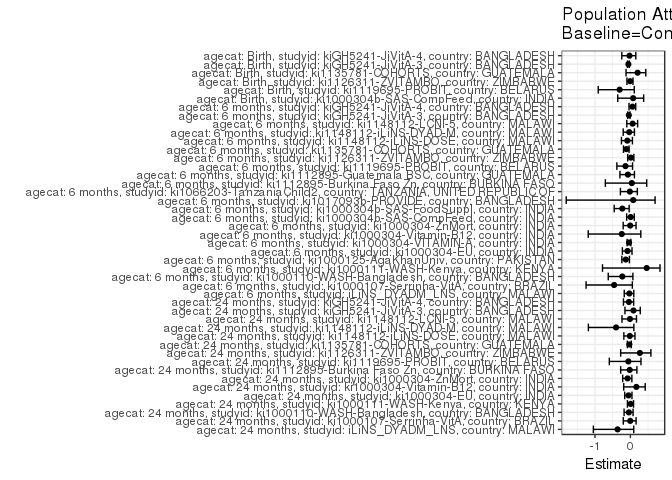 Population Att
Baseline=Con
agecat: Birth, studyid: kiGH5241-JiVitA-4, country: BANGLADESH
agecat: Birth, studyid: kiGH5241-JiVitA-3, country: BANGLADESH
agecat: Birth, studyid: ki1135781-COHORTS, country: GUATEMALA
agecat: Birth, studyid: ki1126311-ZVITAMBO, country: ZIMBABWE
agecat: Birth, studyid: ki1119695-PROBIT, country: BELARUS
agecat: Birth, studyid: ki1000304b-SAS-CompFeed, country: INDIA
agecat: 6 months, studyid: kiGH5241-JiVitA-4, country: BANGLADESH
agecat: 6 months, studyid: kiGH5241-JiVitA-3, country: BANGLADESH
agecat: 6 months, studyid: ki1148112-LCNI-5, country: MALAWI
agecat: 6 months, studyid: ki1148112-iLiNS-DYAD-M, country: MALAWI
agecat: 6 months, studyid: ki1148112-iLiNS-DOSE, country: MALAWI
agecat: 6 months, studyid: ki1135781-COHORTS, country: GUATEMALA
agecat: 6 months, studyid: ki1126311-ZVITAMBO, country: ZIMBABWE
agecat: 6 months, studyid: ki1119695-PROBIT, country: BELARUS
agecat: 6 months, studyid: ki1112895-Guatemala BSC, country: GUATEMALA
agecat: 6 months, studyid: ki1112895-Burkina Faso Zn, country: BURKINA FASO
agecat: 6 months, studyid: ki1066203-TanzaniaChild2, country: TANZANIA, UNITED REPUBLIC OF
agecat: 6 months, studyid: ki1017093b-PROVIDE, country: BANGLADESH
agecat: 6 months, studyid: ki1000304b-SAS-FoodSuppl, country: INDIA
agecat: 6 months, studyid: ki1000304b-SAS-CompFeed, country: INDIA
agecat: 6 months, studyid: ki1000304-ZnMort, country: INDIA
agecat: 6 months, studyid: ki1000304-Vitamin-B12, country: INDIA
agecat: 6 months, studyid: ki1000304-VITAMIN-A, country: INDIA
agecat: 6 months, studyid: ki1000304-EU, country: INDIA
agecat: 6 months, studyid: ki1000125-AgaKhanUniv, country: PAKISTAN
agecat: 6 months, studyid: ki1000111-WASH-Kenya, country: KENYA
agecat: 6 months, studyid: ki1000110-WASH-Bangladesh, country: BANGLADESH
agecat: 6 months, studyid: ki1000107-Serrinha-VitA, country: BRAZIL
agecat: 6 months, studyid: iLiNS_DYADM_LNS, country: MALAWI
agecat: 24 months, studyid: kiGH5241-JiVitA-4, country: BANGLADESH
agecat: 24 months, studyid: kiGH5241-JiVitA-3, country: BANGLADESH
agecat: 24 months, studyid: ki1148112-LCNI-5, country: MALAWI
agecat: 24 months, studyid: ki1148112-iLiNS-DYAD-M, country: MALAWI
agecat: 24 months, studyid: ki1148112-iLiNS-DOSE, country: MALAWI
agecat: 24 months, studyid: ki1135781-COHORTS, country: GUATEMALA
agecat: 24 months, studyid: ki1126311-ZVITAMBO, country: ZIMBABWE
agecat: 24 months, studyid: ki1119695-PROBIT, country: BELARUS
agecat: 24 months, studyid: ki1112895-Burkina Faso Zn, country: BURKINA FASO
agecat: 24 months, studyid: ki1000304-ZnMort, country: INDIA
agecat: 24 months, studyid: ki1000304-Vitamin-B12, country: INDIA
agecat: 24 months, studyid: ki1000304-EU, country: INDIA
agecat: 24 months, studyid: ki1000111-WASH-Kenya, country: KENYA
agecat: 24 months, studyid: ki1000110-WASH-Bangladesh, country: BANGLADESH
agecat: 24 months, studyid: ki1000107-Serrinha-VitA, country: BRAZIL
agecat: 24 months, studyid: iLiNS_DYADM_LNS, country: MALAWI
-1 0
Estimate